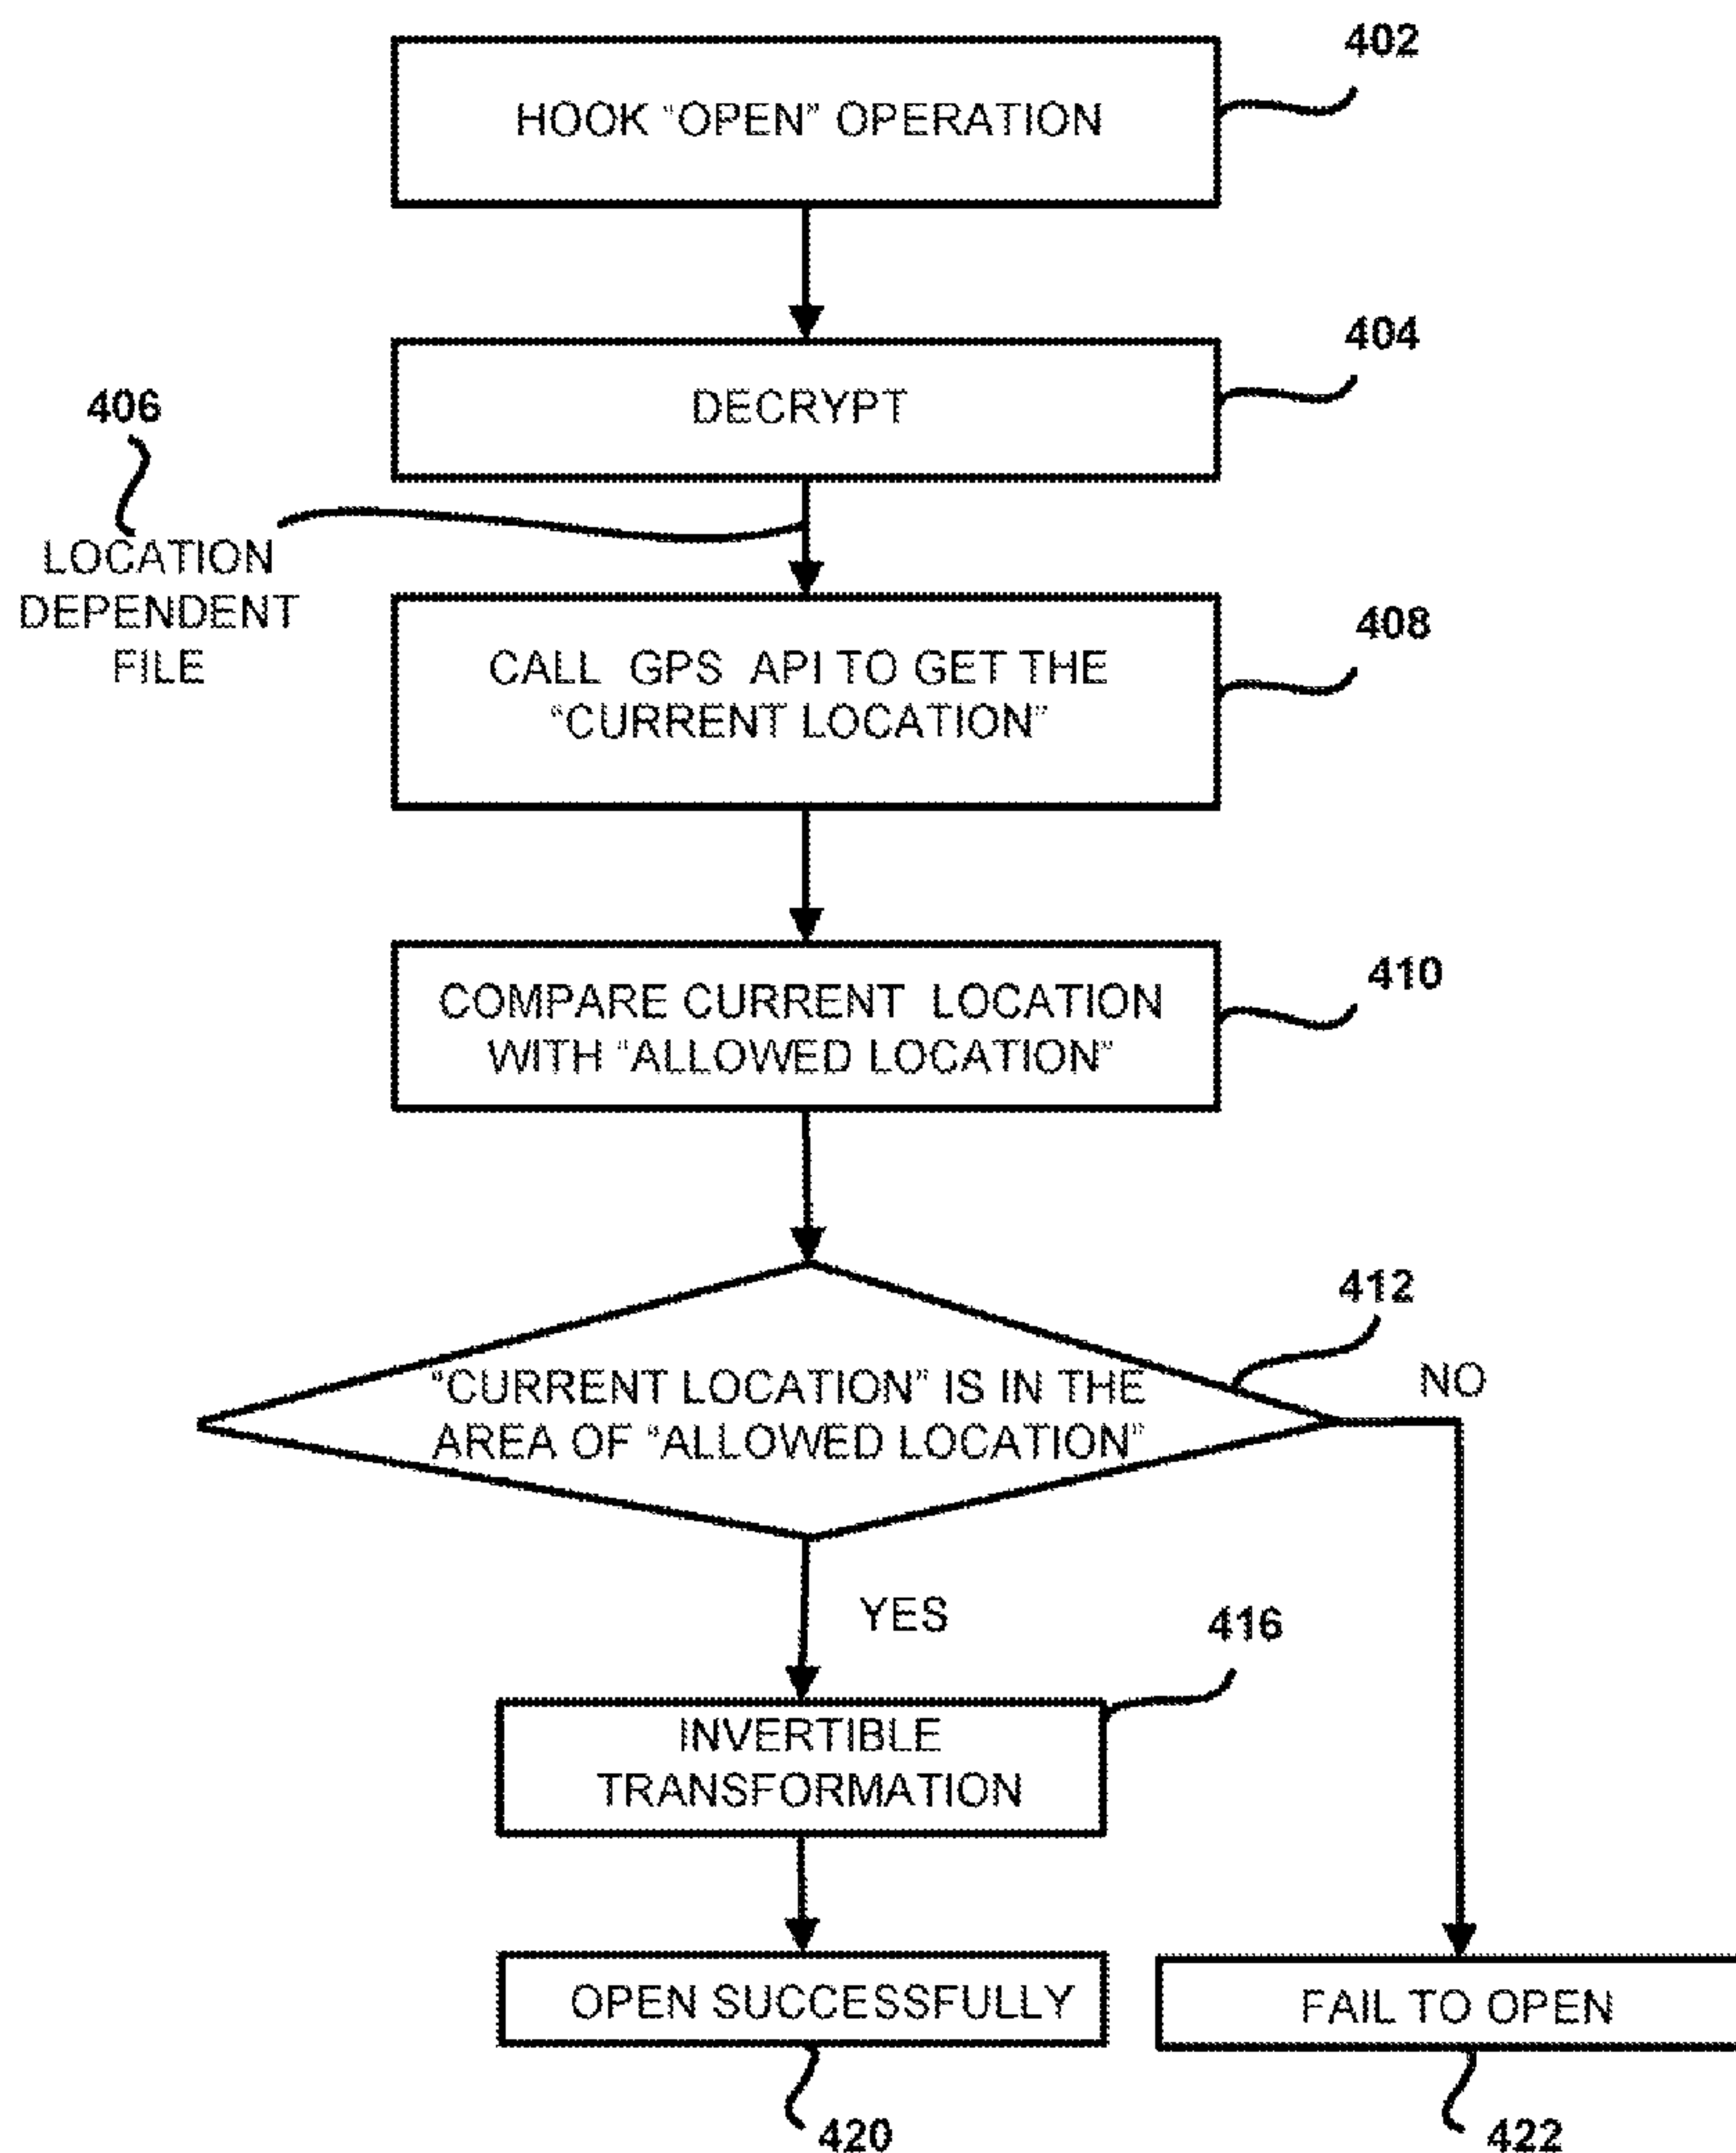 402
HOOK “OPEN” OPERATION
404
DECRYPT
406
LOCATION
DEPENDENT
FILE
408
CALL GPS API TO GET THE
“CURRENT LOCATION”
410
COMPARE CURRENT LOCATION
WITH “ALLOWED LOCATION”
412
NO
“CURRENT LOCATION” IS IN THE
AREA OF “ALLOWED LOCATION”
YES
416
INVERTIBLE
TRANSFORMATION
OPEN SUCCESSFULLY
FAIL TO OPEN
420
422